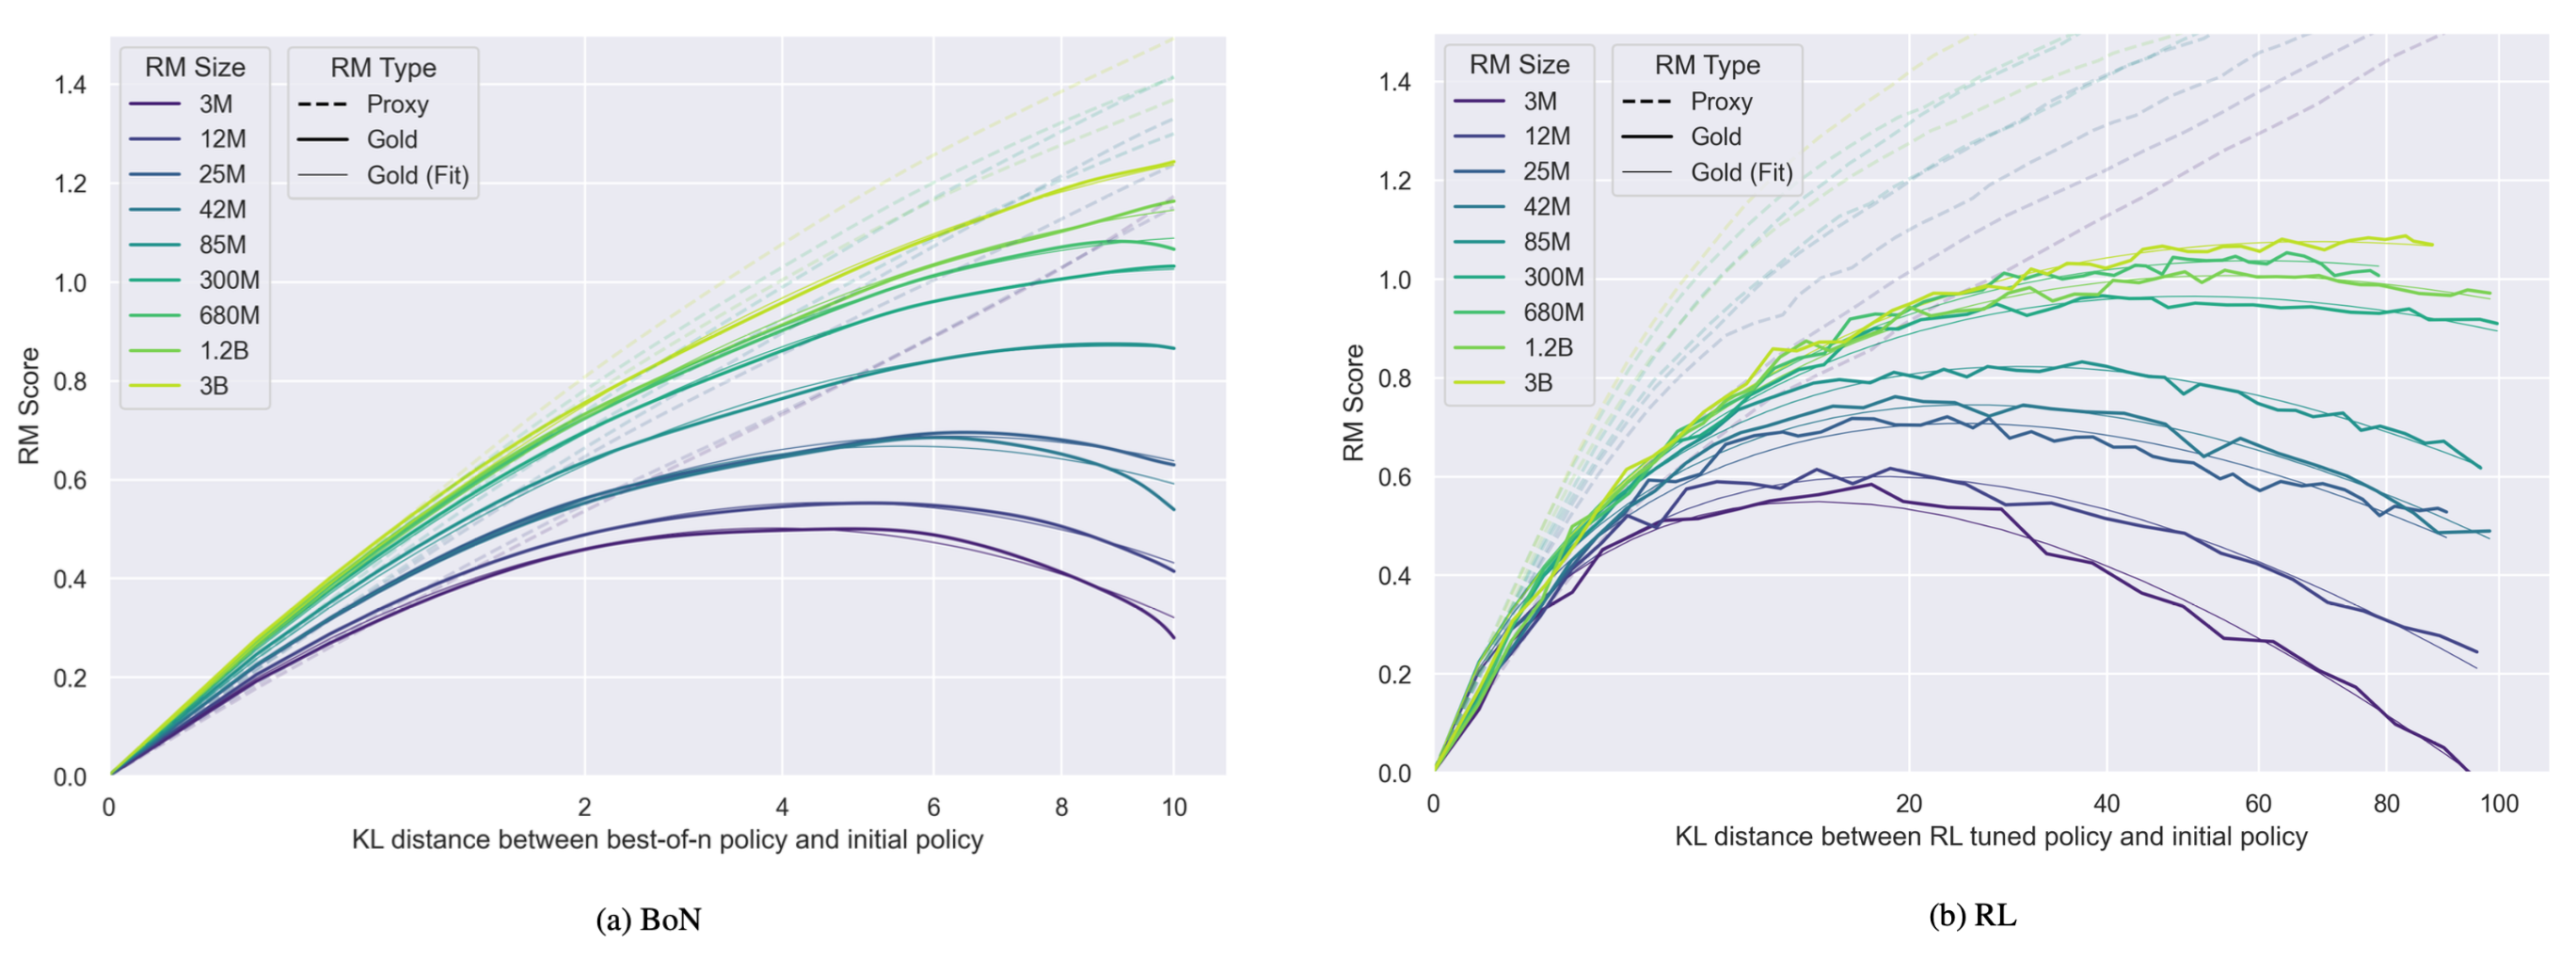 RM Size
3M
12M
25M
42M
85M
300M
680M
1.2B
3B
RM Type
Proxy
Gold
Gold (Fit)
RM Score
1.4
1.2
1.0
0.8
0.6
0.4
0.2
0.0
0 2 4 6 8 10
KL distance between best-of-n policy and initial policy
(a) BoN
RM Size
3M
12M
25M
42M
85M
300M
680M
1.2B
3B
RM Type
Proxy
Gold
Gold (Fit)
RM Score
1.4
1.2
1.0
0.8
0.6
0.4
0.2
0.0
0 20 40 60 80 100
KL distance between RL tuned policy and initial policy
(b) RL